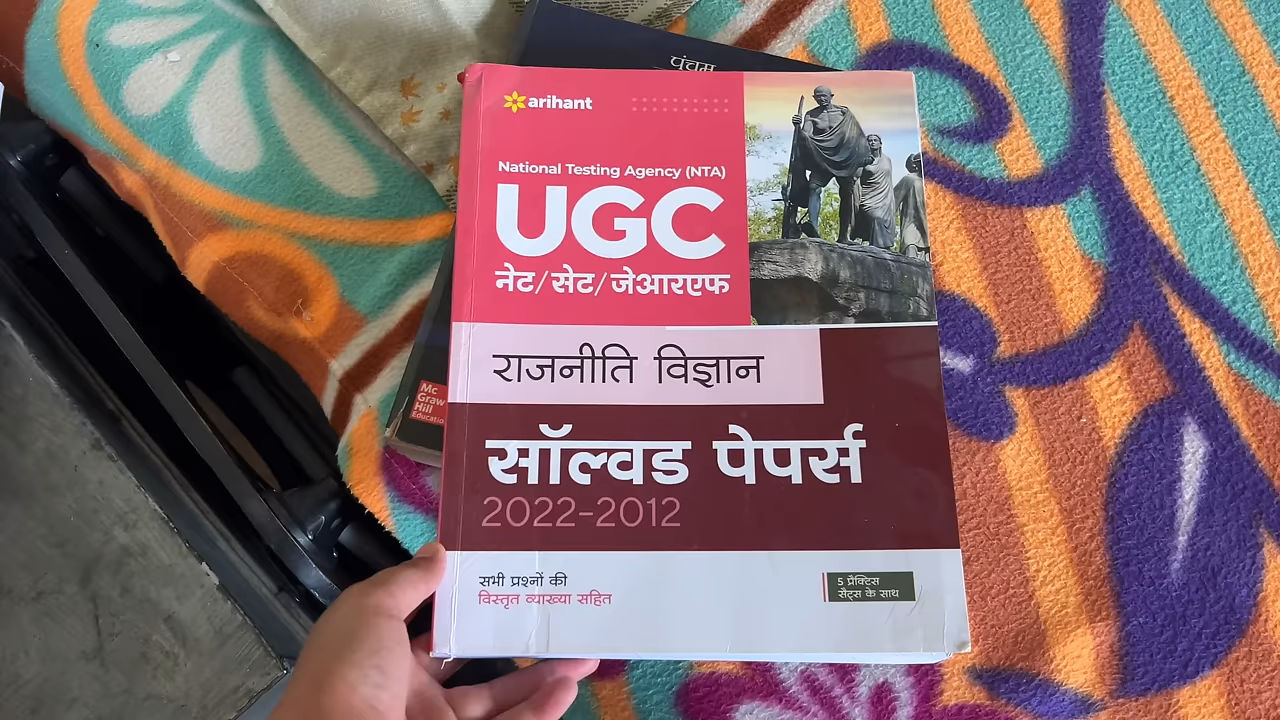 पंचम
arihant
National Testing Agency (NTA)
UGC
नेट/सेट/जेआरएफ
राजनीति विज्ञान
सॉल्वड पेपर्स
2022-2012
सभी प्रश्नों की
विस्तृत व्याख्या सहित
5 प्रैक्टिस
सैट्स के साथ
Mc
Graw
Hill
Educatio